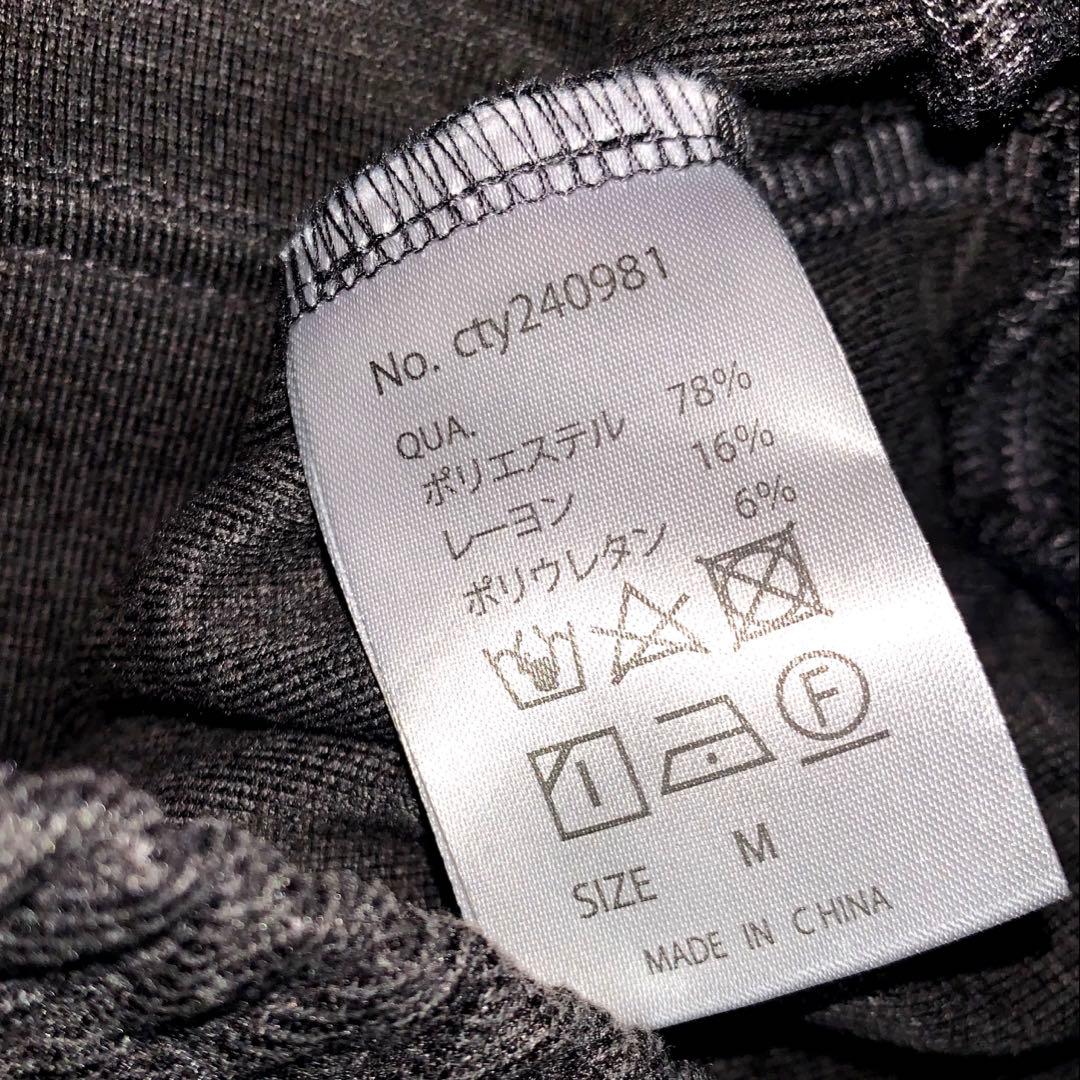 No. cty240981
QUA.
ポリエステル 78%
レーヨン 16%
ポリウレタン 6%
F
SIZE M
MADE IN CHINA